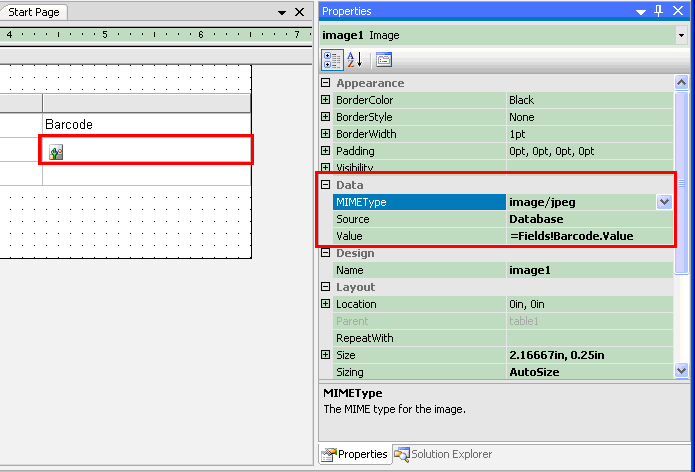 Start Page
4 5 6 7
Barcode
Properties
image1 Image
A
Z
Appearance
BorderColor Black
BorderStyle None
BorderWidth 1pt
Padding 0pt, 0pt, 0pt, 0pt
Visibility
Data
MIMEType image/jpeg
Source Database
Value =Fields!Barcode.Value
Design
Name image1
Layout
Location 0in, 0in
Parent table1
RepeatWith
Size 2.16667in, 0.25in
Sizing AutoSize
MIMEType
The MIME type for the image.
Properties Solution Explorer